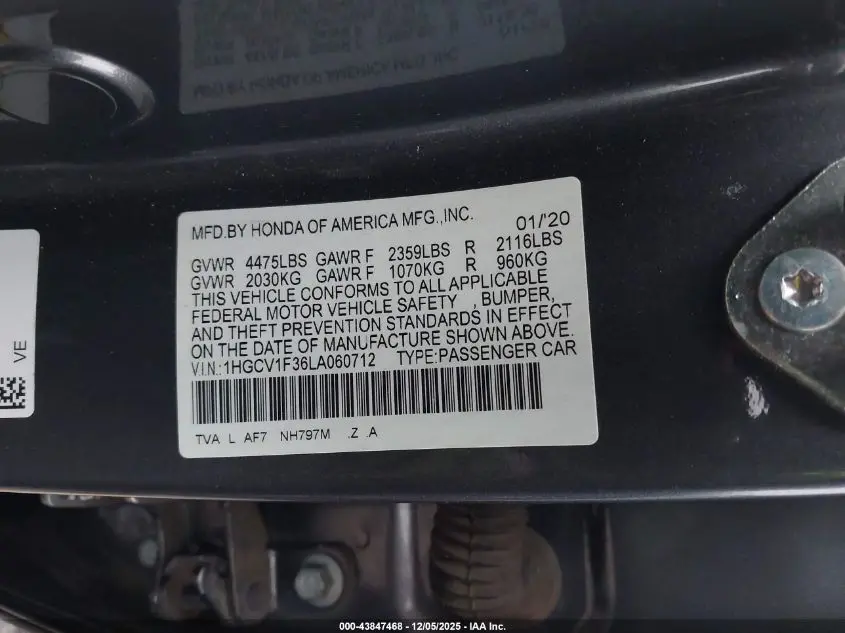 MFD.BY HONDA OF AMERICA MFG.,INC. 01/'20
GVWR 4475LBS GAWR F 2359LBS R 2116LBS
GVWR 2030KG GAWR F 1070KG R 960KG
THIS VEHICLE CONFORMS TO ALL APPLICABLE
FEDERAL MOTOR VEHICLE SAFETY , BUMPER,
AND THEFT PREVENTION STANDARDS IN EFFECT
ON THE DATE OF MANUFACTURE SHOWN ABOVE.
V.I.N.:1HGCV1F36LA060712 TYPE:PASSENGER CAR
TVA L AF7 NH797M .Z .A
VE
000-43847468 - 12/05/2025 - IAA Inc.